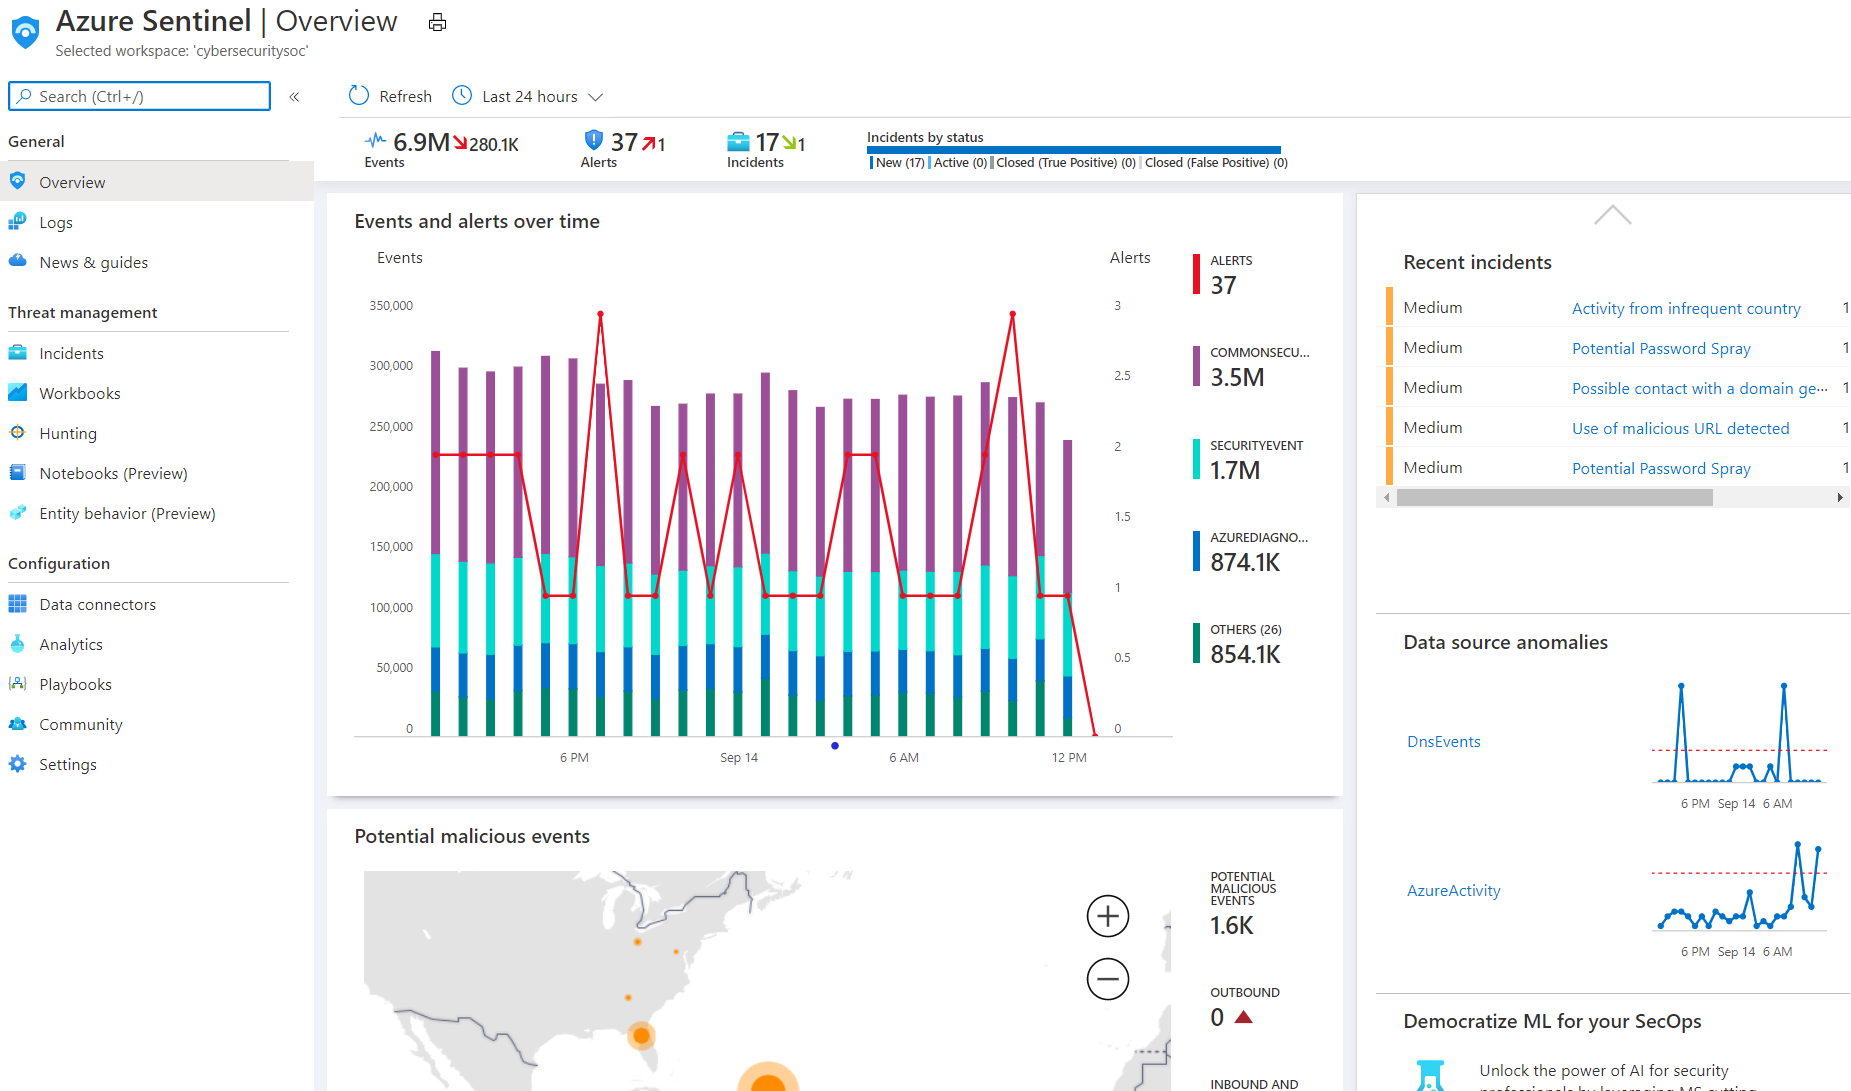 Azure Sentinel | Overview
Selected workspace: 'cybersecuritysoc'
Search (Ctrl+/)
«
General
Overview
Logs
News & guides
Threat management
Incidents
Workbooks
Hunting
Notebooks (Preview)
Entity behavior (Preview)
Configuration
Data connectors
Analytics
Playbooks
Community
Settings
Refresh
Last 24 hours
6.9M 280.1K
Events
37 1
Alerts
17 1
Incidents
Incidents by status
New (17) Active (0) Closed (True Positive) (0) Closed (False Positive) (0)
Events and alerts over time
Events
Alerts
350,000
300,000
250,000
200,000
150,000
100,000
50,000
0
3
2.5
2
1.5
1
0.5
0
6 PM
Sep 14
6 AM
12 PM
ALERTS
37
COMMONSECU...
3.5M
SECURITYEVENT
1.7M
AZUREDIAGNO...
874.1K
OTHERS (26)
854.1K
Potential malicious events
POTENTIAL
MALICIOUS
EVENTS
1.6K
OUTBOUND
0
INBOUND AND
Recent incidents
Medium Activity from infrequent country 1
Medium Potential Password Spray 1
Medium Possible contact with a domain ge... 1
Medium Use of malicious URL detected 1
Medium Potential Password Spray 1
Data source anomalies
DnsEvents
6 PM Sep 14 6 AM
AzureActivity
6 PM Sep 14 6 AM
Democratize ML for your SecOps
Unlock the power of AI for security